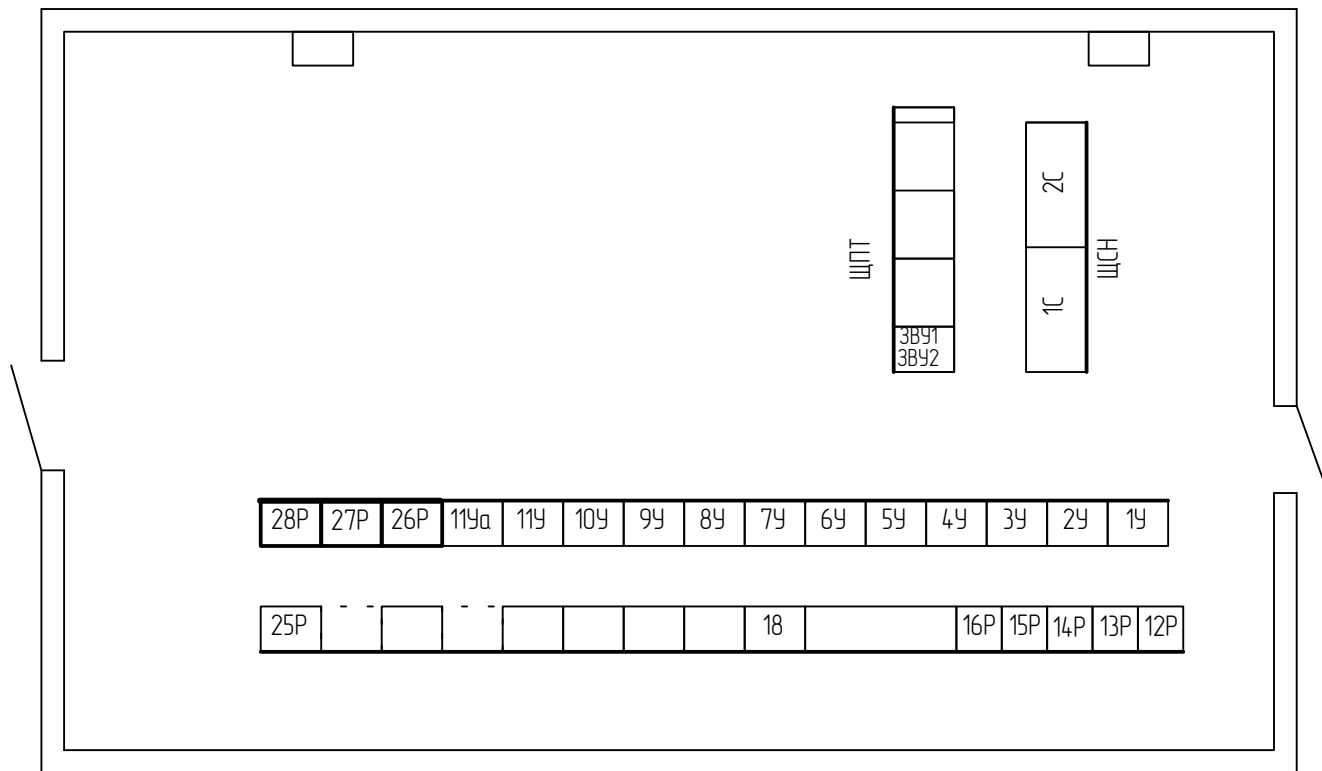 2С
ЩПТ
ЩСН
1С
ЗВУ1
ЗВУ2
28Р 27Р 26Р 11Уа 11У 10У 9У 8У 7У 6У 5У 4У 3У 2У 1У
25Р 18 16Р 15Р 14Р 13Р 12Р